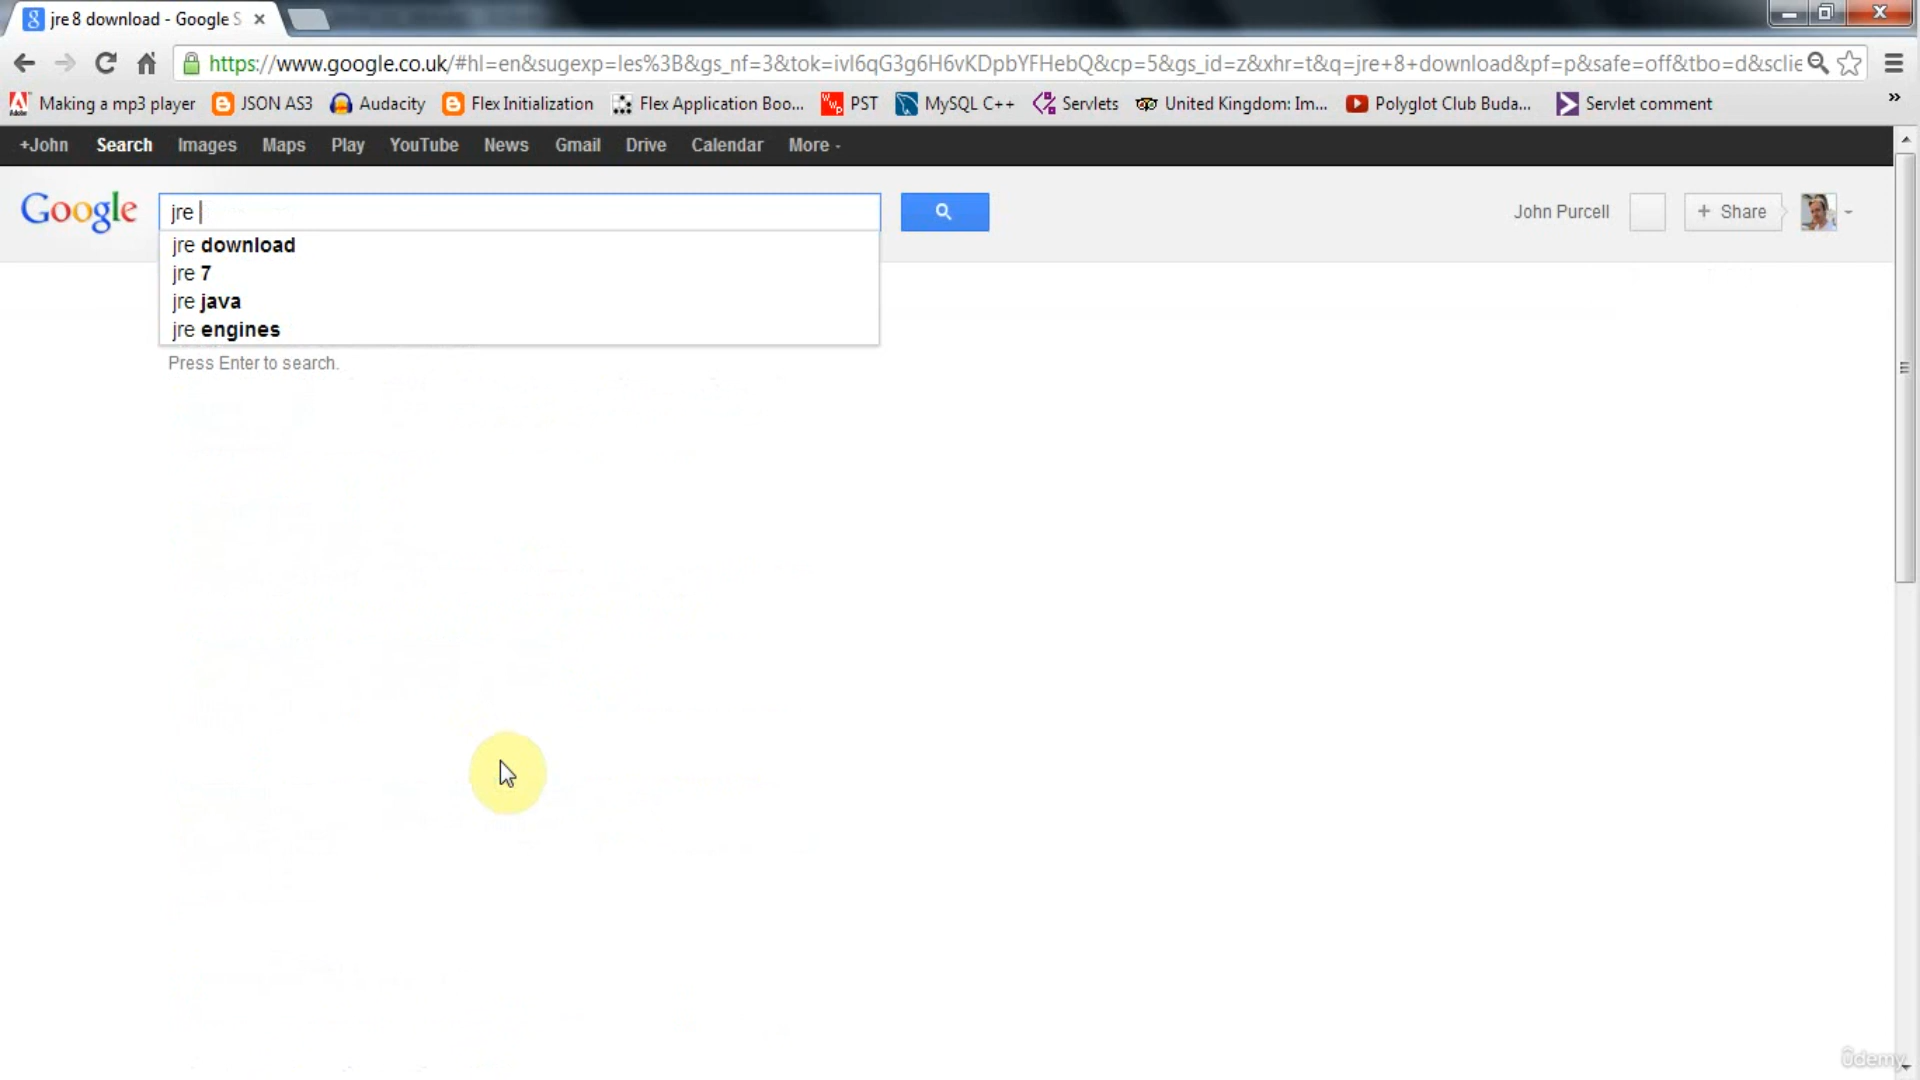 jre 8 download - Google S
https://www.google.co.uk/#hl=en&sugexp=les%3B&gs_nf=3&tok=ivl6qG3g6H6vKDpbYFHebQ&cp=5&gs_id=z&xhr=t&q=jre+8+download&pf=p&safe=off&tbo=d&sclie
Making a mp3 player JSON AS3 Audacity Flex Initialization Flex Application Boo... PST MySQL C++ Servlets United Kingdom: Im... Polyglot Club Buda... Servlet comment »
+John Search Images Maps Play YouTube News Gmail Drive Calendar More
Google jre John Purcell + Share
jre download
jre 7
jre java
jre engines
Press Enter to search.
Udemy